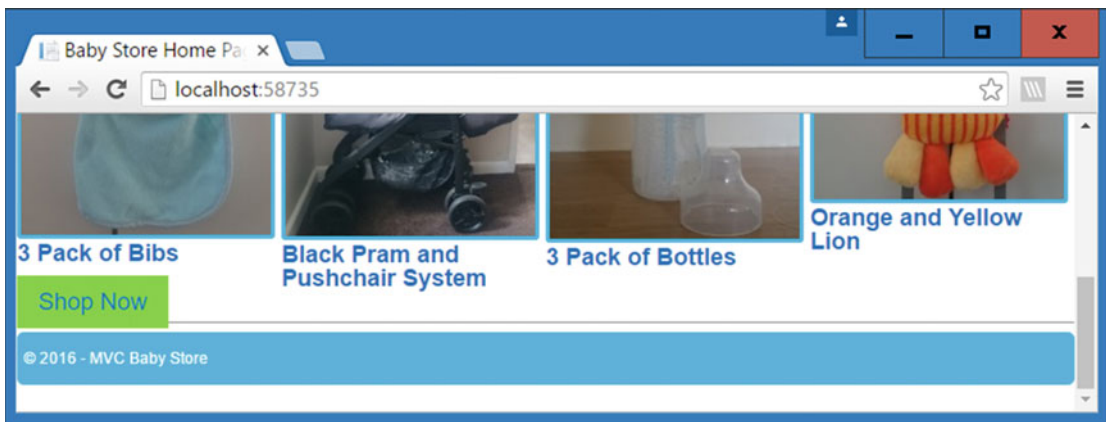 Baby Store Home Pa
localhost:58735
3 Pack of Bibs
Black Pram and
Pushchair System
3 Pack of Bottles
Orange and Yellow
Lion
Shop Now
© 2016 - MVC Baby Store